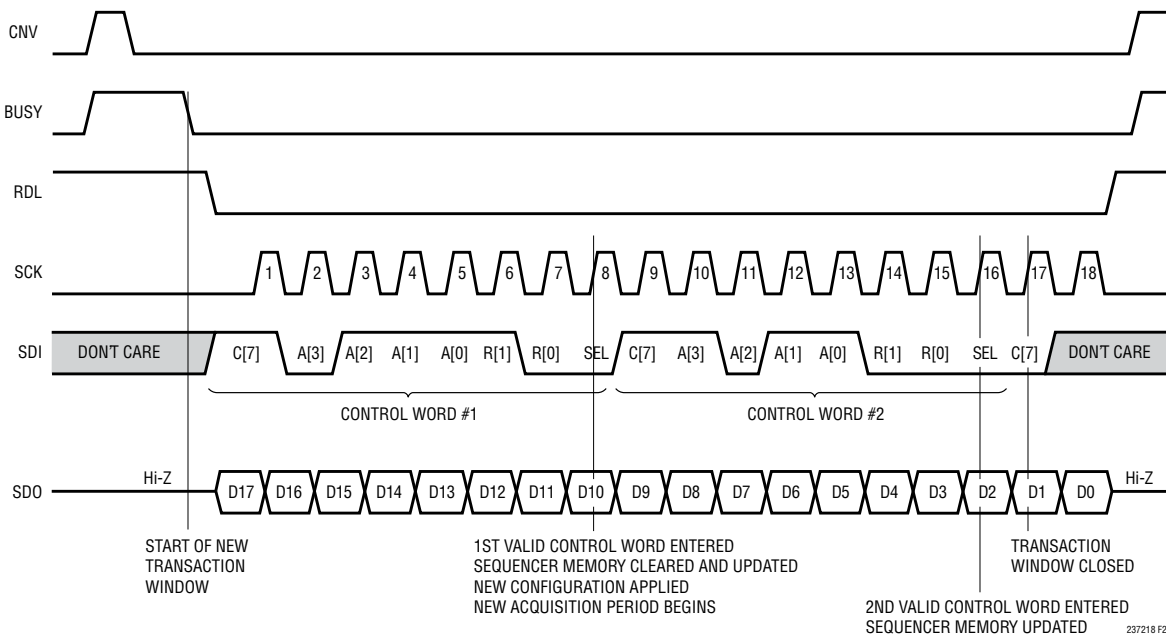 CNV
BUSY
RDL
SCK
1 2 3 4 5 6 7 8 9 10 11 12 13 14 15 16 17 18
SDI
DON'T CARE C[7] A[3] A[2] A[1] A[0] R[1] R[0] SEL C[7] A[3] A[2] A[1] A[0] R[1] R[0] SEL C[7] DON'T CARE
CONTROL WORD #1 CONTROL WORD #2
SDO
Hi-Z D17 D16 D15 D14 D13 D12 D11 D10 D9 D8 D7 D6 D5 D4 D3 D2 D1 D0 Hi-Z
START OF NEW
TRANSACTION
WINDOW
1ST VALID CONTROL WORD ENTERED
SEQUENCER MEMORY CLEARED AND UPDATED
NEW CONFIGURATION APPLIED
NEW ACQUISITION PERIOD BEGINS
TRANSACTION
WINDOW CLOSED
2ND VALID CONTROL WORD ENTERED
SEQUENCER MEMORY UPDATED
237218 F2